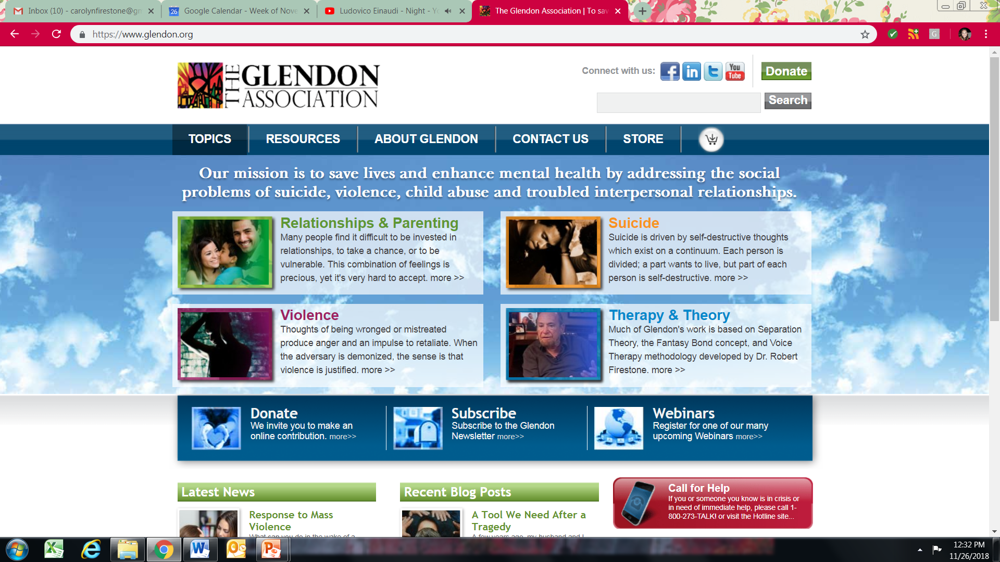 Inbox (10) - carolynfirestone@gm
Google Calendar - Week of Nove
Ludovico Einaudi - Night - Yo
The Glendon Association | To sav
https://www.glendon.org
G
THE GLENDON
ASSOCIATION
Connect with us:
f
in
t
You
Tube
Donate
Search
TOPICS
RESOURCES
ABOUT GLENDON
CONTACT US
STORE
Our mission is to save lives and enhance mental health by addressing the social
problems of suicide, violence, child abuse and troubled interpersonal relationships.
Relationships & Parenting
Many people find it difficult to be invested in
relationships, to take a chance, or to be
vulnerable. This combination of feelings is
precious, yet it's very hard to accept. more >>
Suicide
Suicide is driven by self-destructive thoughts
which exist on a continuum. Each person is
divided; a part wants to live, but part of each
person is self-destructive. more >>
Violence
Thoughts of being wronged or mistreated
produce anger and an impulse to retaliate. When
the adversary is demonized, the sense is that
violence is justified. more >>
Therapy & Theory
Much of Glendon's work is based on Separation
Theory, the Fantasy Bond concept, and Voice
Therapy methodology developed by Dr. Robert
Firestone. more >>
Donate
We invite you to make an
online contribution. more>>
Subscribe
Subscribe to the Glendon
Newsletter more>>
Webinars
Register for one of our many
upcoming Webinars more>>
Latest News
Response to Mass
Violence
What can you do in the wake of a
Recent Blog Posts
A Tool We Need After a
Tragedy
A few years ago, my husband and I
Call for Help
If you or someone you know is in crisis or
in need of immediate help, please call 1-
800-273-TALK! or visit the Hotline site...
12:32 PM
11/26/2018